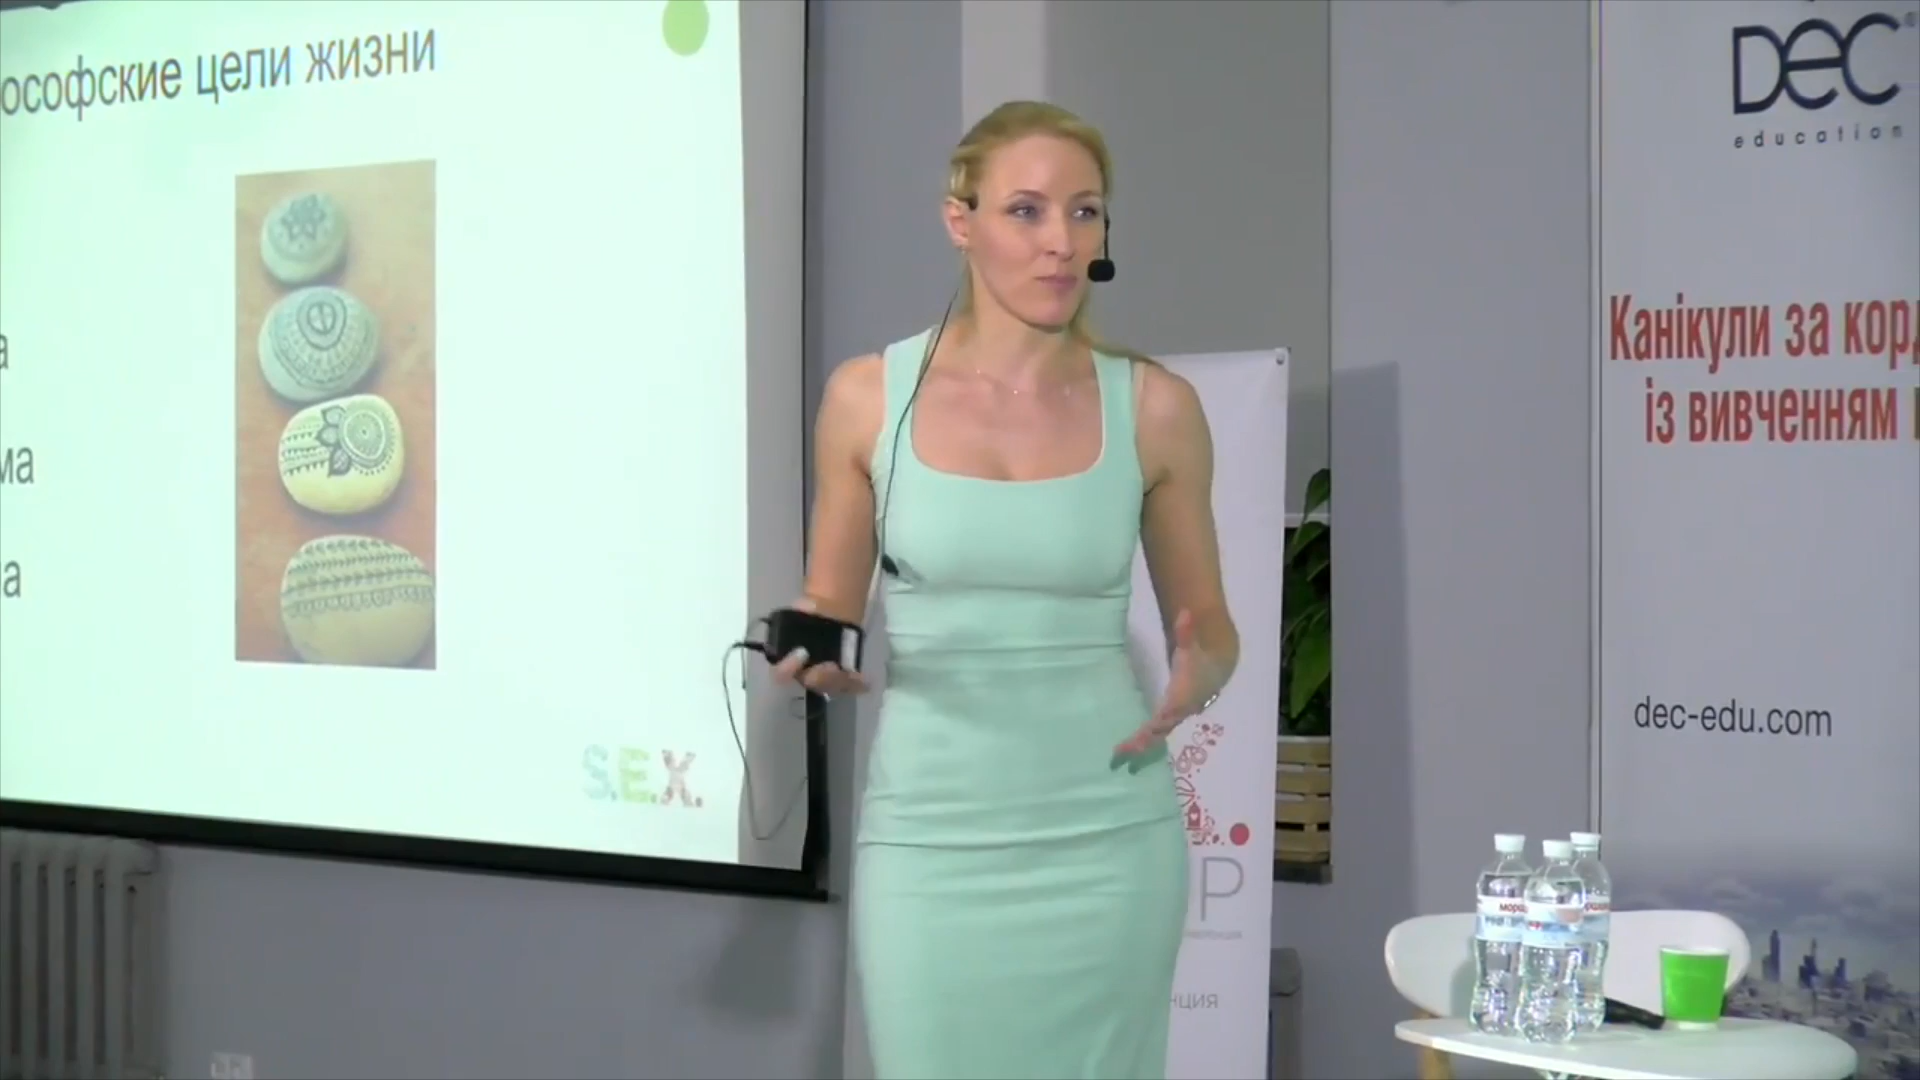 ософские цели жизни
а
ма
а
S.E.X.
DEC
education
Канікули за корд
із вивченням
dec-edu.com
P
нция